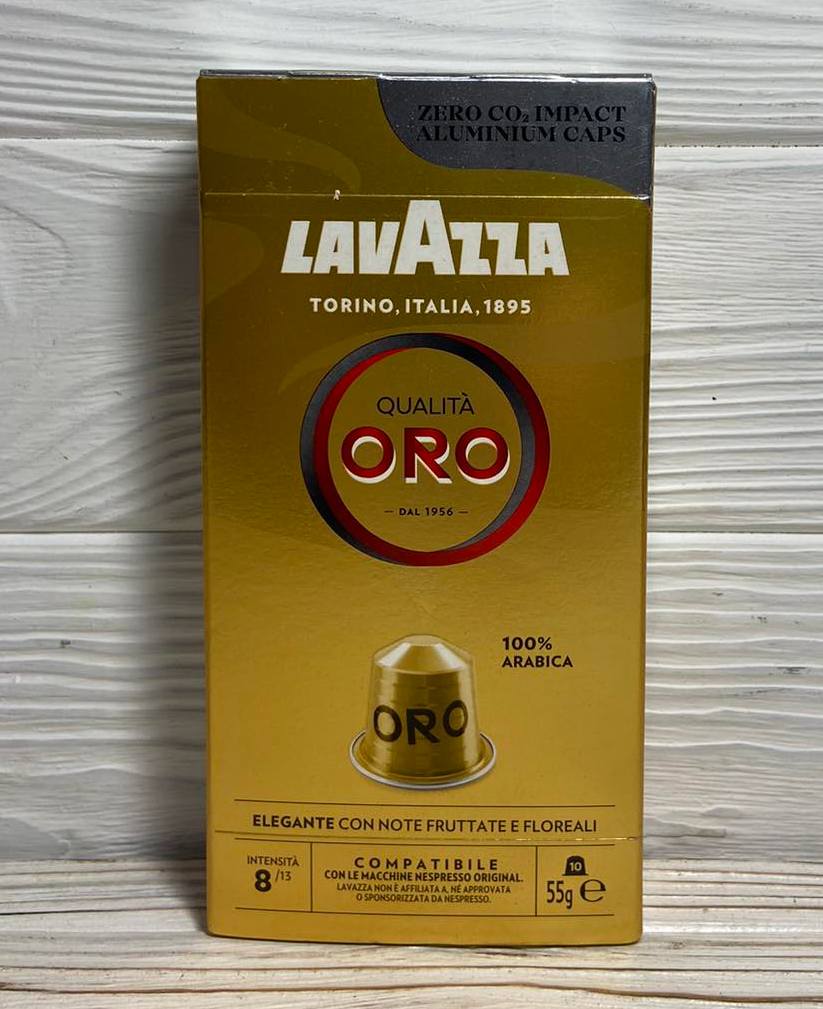 ZERO CO₂ IMPACT
ALUMINIUM CAPS
LAVAZZA
TORINO, ITALIA, 1895
QUALITÀ
ORO
— DAL 1956 —
100%
ARABICA
ORO
ELEGANTE CON NOTE FRUTTATE E FLOREALI
INTENSITÀ
8/13
COMPATIBILE
CON LE MACCHINE NESPRESSO ORIGINAL.
LAVAZZA NON È AFFILIATA A, NÉ APPROVATA
O SPONSORIZZATA DA NESPRESSO.
10
55g ℮